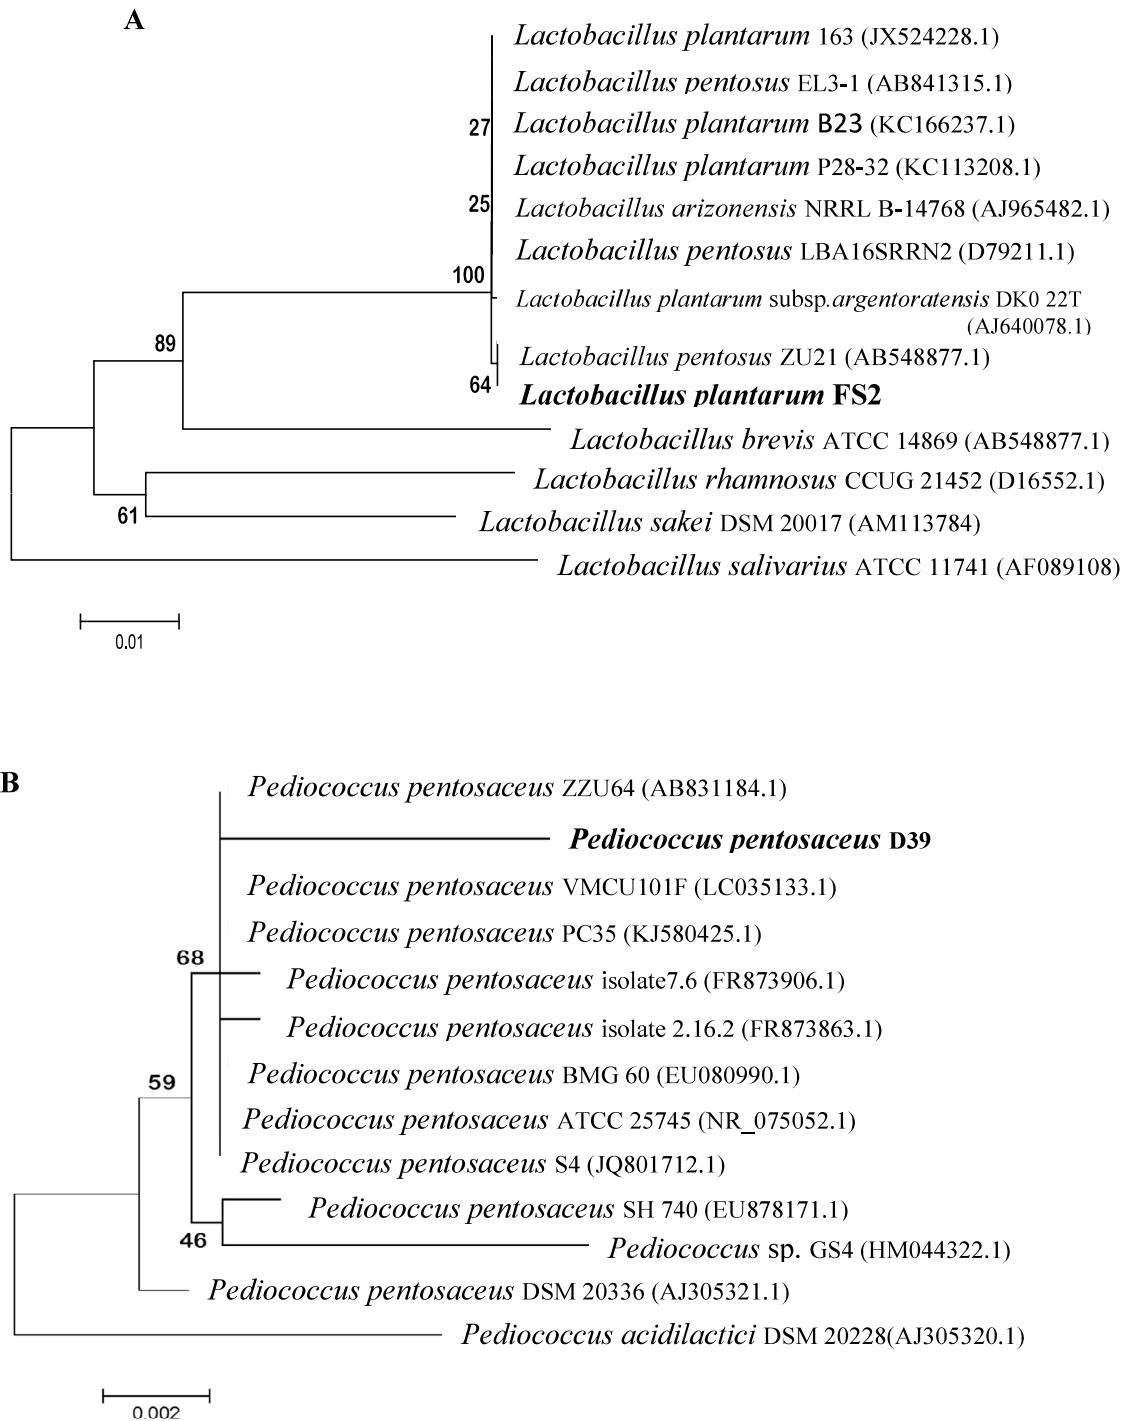 A
Lactobacillus plantarum 163 (JX524228.1)
Lactobacillus pentosus EL3-1 (AB841315.1)
27
Lactobacillus plantarum B23 (KC166237.1)
Lactobacillus plantarum P28-32 (KC113208.1)
25
Lactobacillus arizonensis NRRL B-14768 (AJ965482.1)
Lactobacillus pentosus LBA16SRRN2 (D79211.1)
100
Lactobacillus plantarum subsp.argentoratensis DK0 22T
(AJ640078.1)
89
Lactobacillus pentosus ZU21 (AB548877.1)
64
Lactobacillus plantarum FS2
Lactobacillus brevis ATCC 14869 (AB548877.1)
Lactobacillus rhamnosus CCUG 21452 (D16552.1)
61
Lactobacillus sakei DSM 20017 (AM113784)
Lactobacillus salivarius ATCC 11741 (AF089108)
0.01
B
Pediococcus pentosaceus ZZU64 (AB831184.1)
Pediococcus pentosaceus D39
Pediococcus pentosaceus VMCU101F (LC035133.1)
Pediococcus pentosaceus PC35 (KJ580425.1)
68
Pediococcus pentosaceus isolate7.6 (FR873906.1)
Pediococcus pentosaceus isolate 2.16.2 (FR873863.1)
59
Pediococcus pentosaceus BMG 60 (EU080990.1)
Pediococcus pentosaceus ATCC 25745 (NR_075052.1)
Pediococcus pentosaceus S4 (JQ801712.1)
Pediococcus pentosaceus SH 740 (EU878171.1)
46
Pediococcus sp. GS4 (HM044322.1)
Pediococcus pentosaceus DSM 20336 (AJ305321.1)
Pediococcus acidilactici DSM 20228(AJ305320.1)
0.002